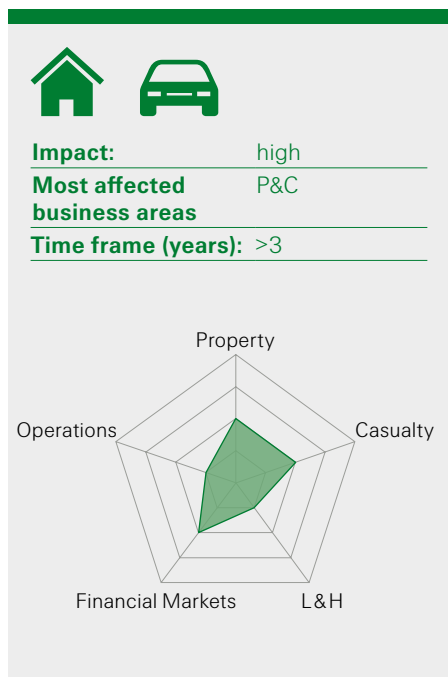 Impact: high
Most affected P&C
business areas
Time frame (years): >3
Property
Operations Casualty
Financial Markets L&H